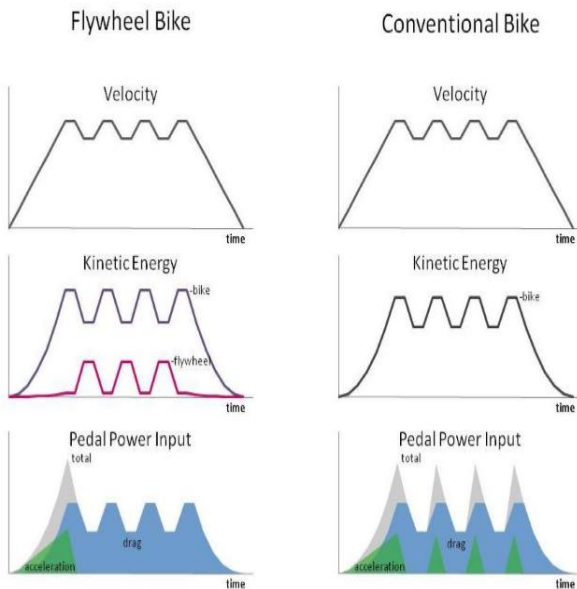 Flywheel Bike
Conventional Bike
Velocity
time
Velocity
time
Kinetic Energy
-bike
-flywheel
time
Kinetic Energy
-bike
time
Pedal Power Input
total
drag
acceleration
time
Pedal Power Input
total
drag
acceleration
time